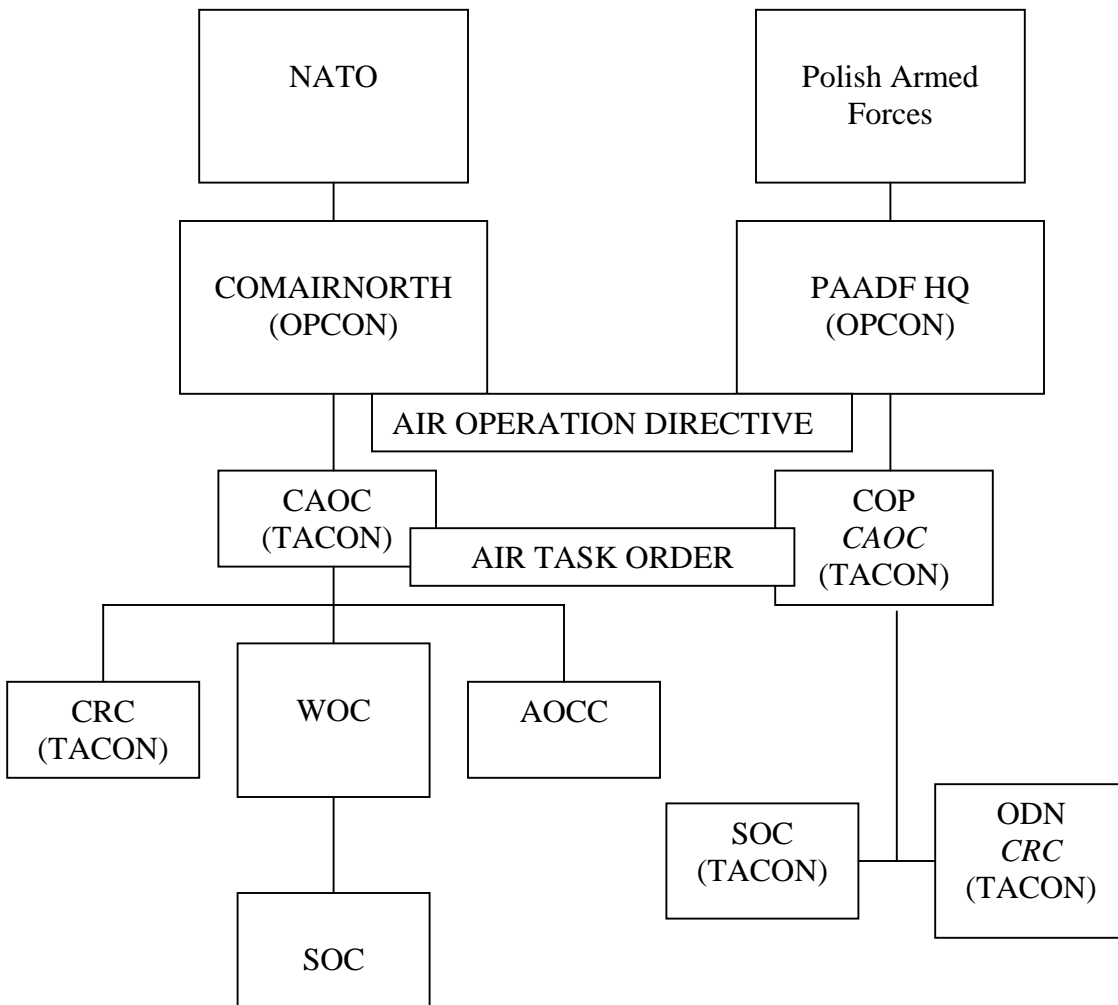 NATO
Polish Armed
Forces
COMAIRNORTH
(OPCON)
PAADF HQ
(OPCON)
AIR OPERATION DIRECTIVE
CAOC
(TACON)
COP
CAOC
(TACON)
AIR TASK ORDER
CRC
(TACON)
WOC
AOCC
SOC
(TACON)
ODN
CRC
(TACON)
SOC